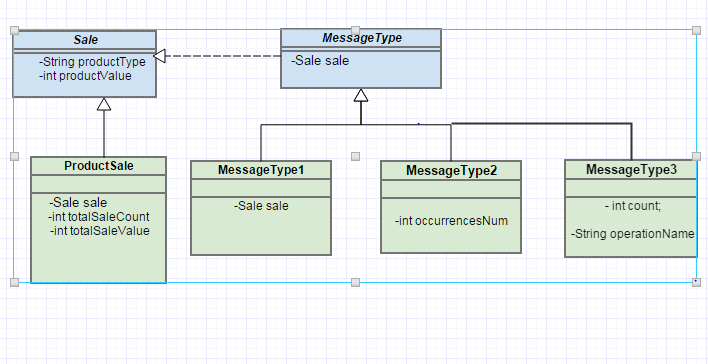 Sale
-String productType
-int productValue
MessageType
-Sale sale
ProductSale
-Sale sale
-int totalSaleCount
-int totalSaleValue
MessageType1
-Sale sale
MessageType2
-int occurrencesNum
MessageType3
- int count;
-String operationName